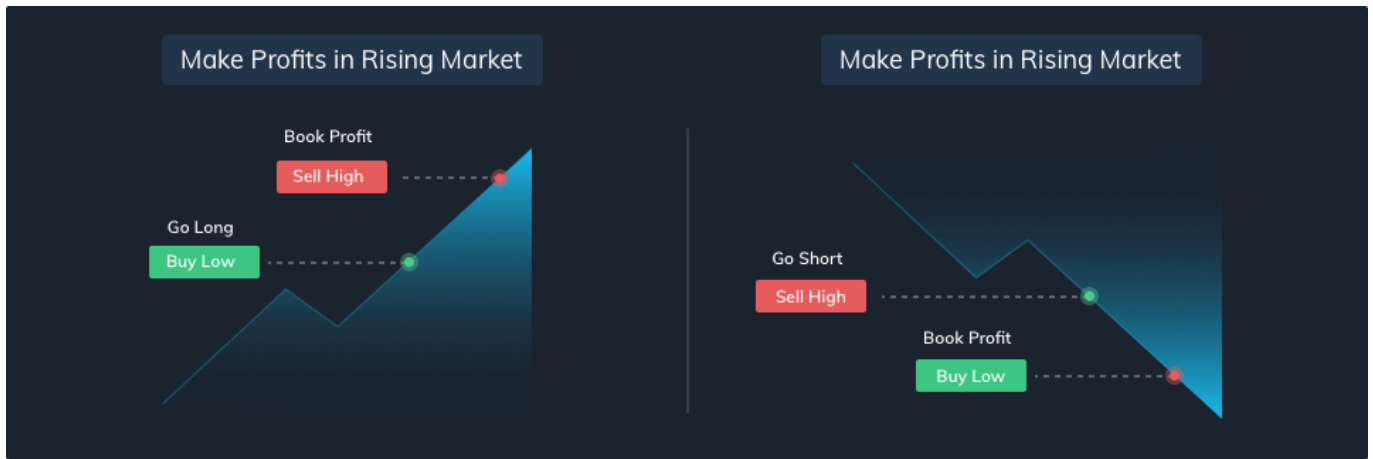 Make Profits in Rising Market
Book Profit
Sell High
Go Long
Buy Low
Make Profits in Rising Market
Go Short
Sell High
Book Profit
Buy Low